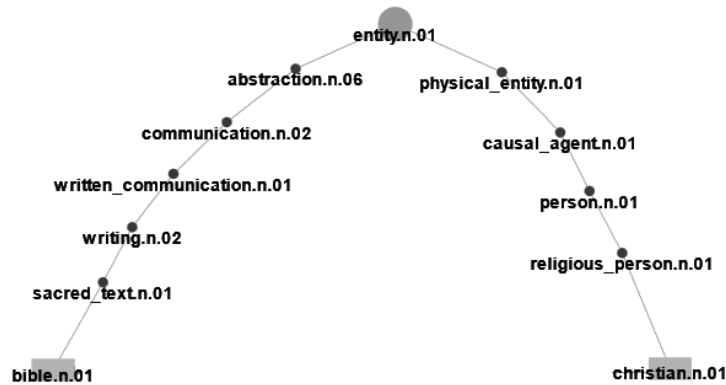 entity.n.01
abstraction.n.06
physical_entity.n.01
communication.n.02
causal_agent.n.01
written_communication.n.01
person.n.01
writing.n.02
religious_person.n.01
sacred_text.n.01
bible.n.01
christian.n.01